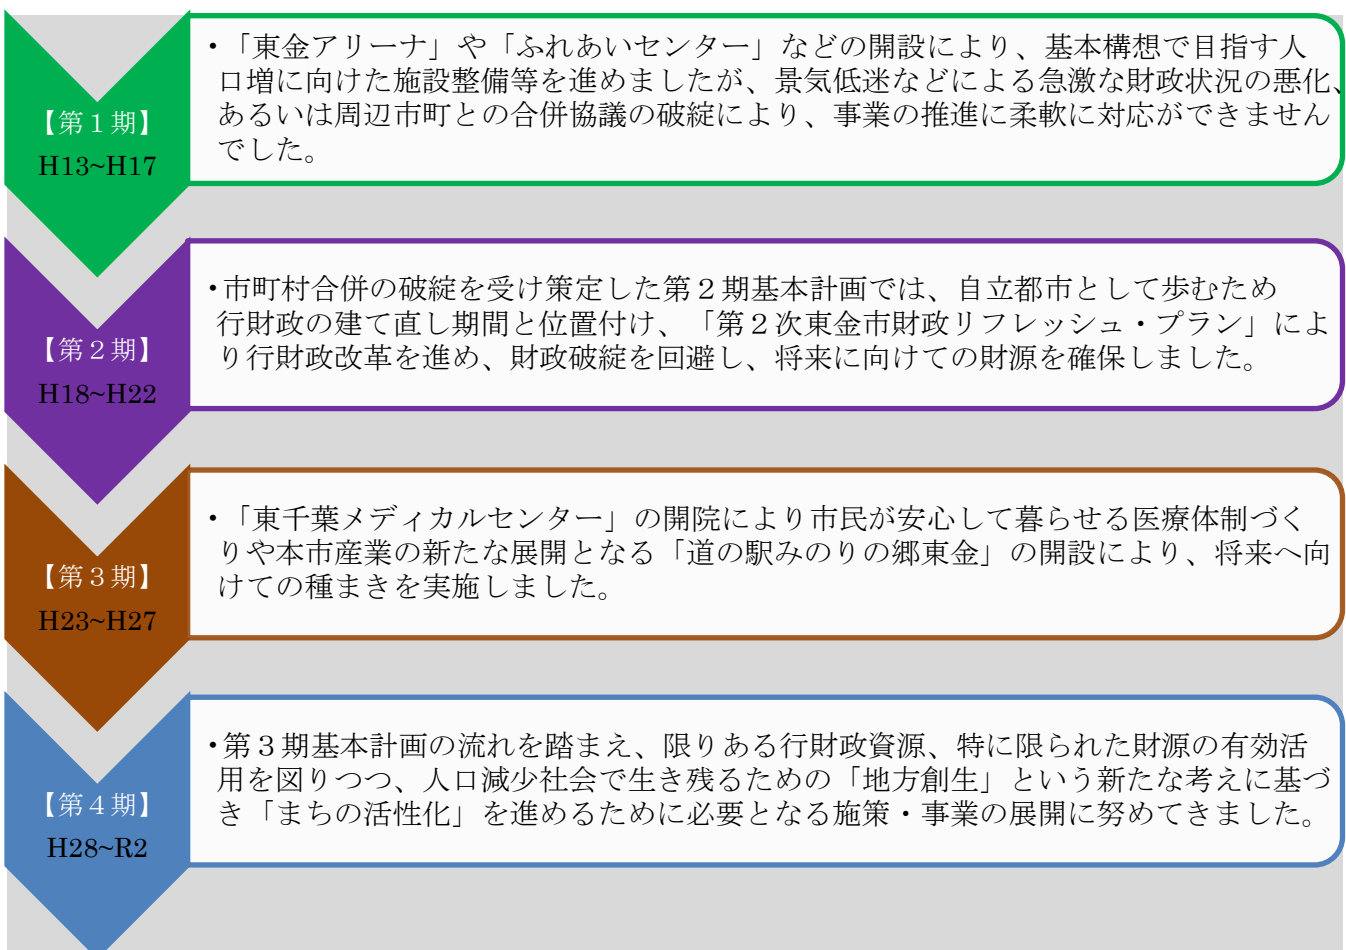 【第１期】
H13~H17
・「東金アリーナ」や「ふれあいセンター」などの開設により、基本構想で目指す人
口増に向けた施設整備等を進めましたが、景気低迷などによる急激な財政状況の悪化、
あるいは周辺市町との合併協議の破綻により、事業の推進に柔軟に対応ができません
でした。
【第２期】
H18~H22
・市町村合併の破綻を受け策定した第２期基本計画では、自立都市として歩むため
行財政の建て直し期間と位置付け、「第２次東金市財政リフレッシュ・プラン」によ
り行財政改革を進め、財政破綻を回避し、将来に向けての財源を確保しました。
【第３期】
H23~H27
・「東千葉メディカルセンター」の開院により市民が安心して暮らせる医療体制づく
りや本市産業の新たな展開となる「道の駅みのりの郷東金」の開設により、将来へ向
けての種まきを実施しました。
【第４期】
H28~R2
・第３期基本計画の流れを踏まえ、限りある行財政資源、特に限られた財源の有効活
用を図りつつ、人口減少社会で生き残るための「地方創生」という新たな考えに基づ
き「まちの活性化」を進めるために必要となる施策・事業の展開に努めてきました。